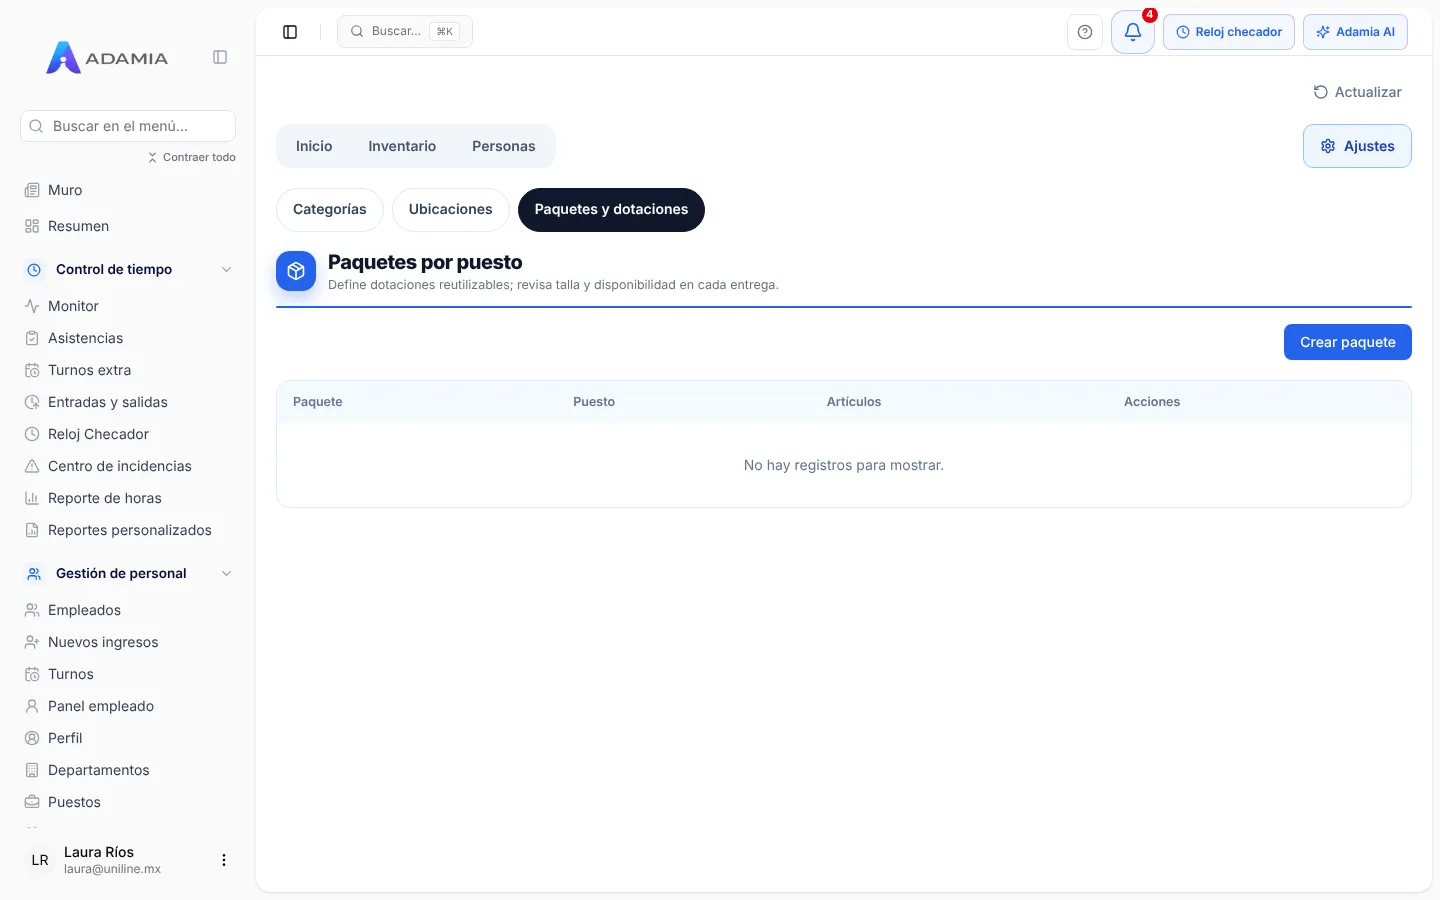 ADAMIA
Buscar en el menú...
Contraer todo
Muro
Resumen
Control de tiempo
Monitor
Asistencias
Turnos extra
Entradas y salidas
Reloj Checador
Centro de incidencias
Reporte de horas
Reportes personalizados
Gestión de personal
Empleados
Nuevos ingresos
Turnos
Panel empleado
Perfil
Departamentos
Puestos
LR
Laura Ríos
laura@uniline.mx
Buscar... ⌘K
4
Reloj checador
Adamia AI
Actualizar
Inicio Inventario Personas
Ajustes
Categorías Ubicaciones Paquetes y dotaciones
Paquetes por puesto
Define dotaciones reutilizables; revisa talla y disponibilidad en cada entrega.
Crear paquete
Paquete Puesto Artículos Acciones
No hay registros para mostrar.